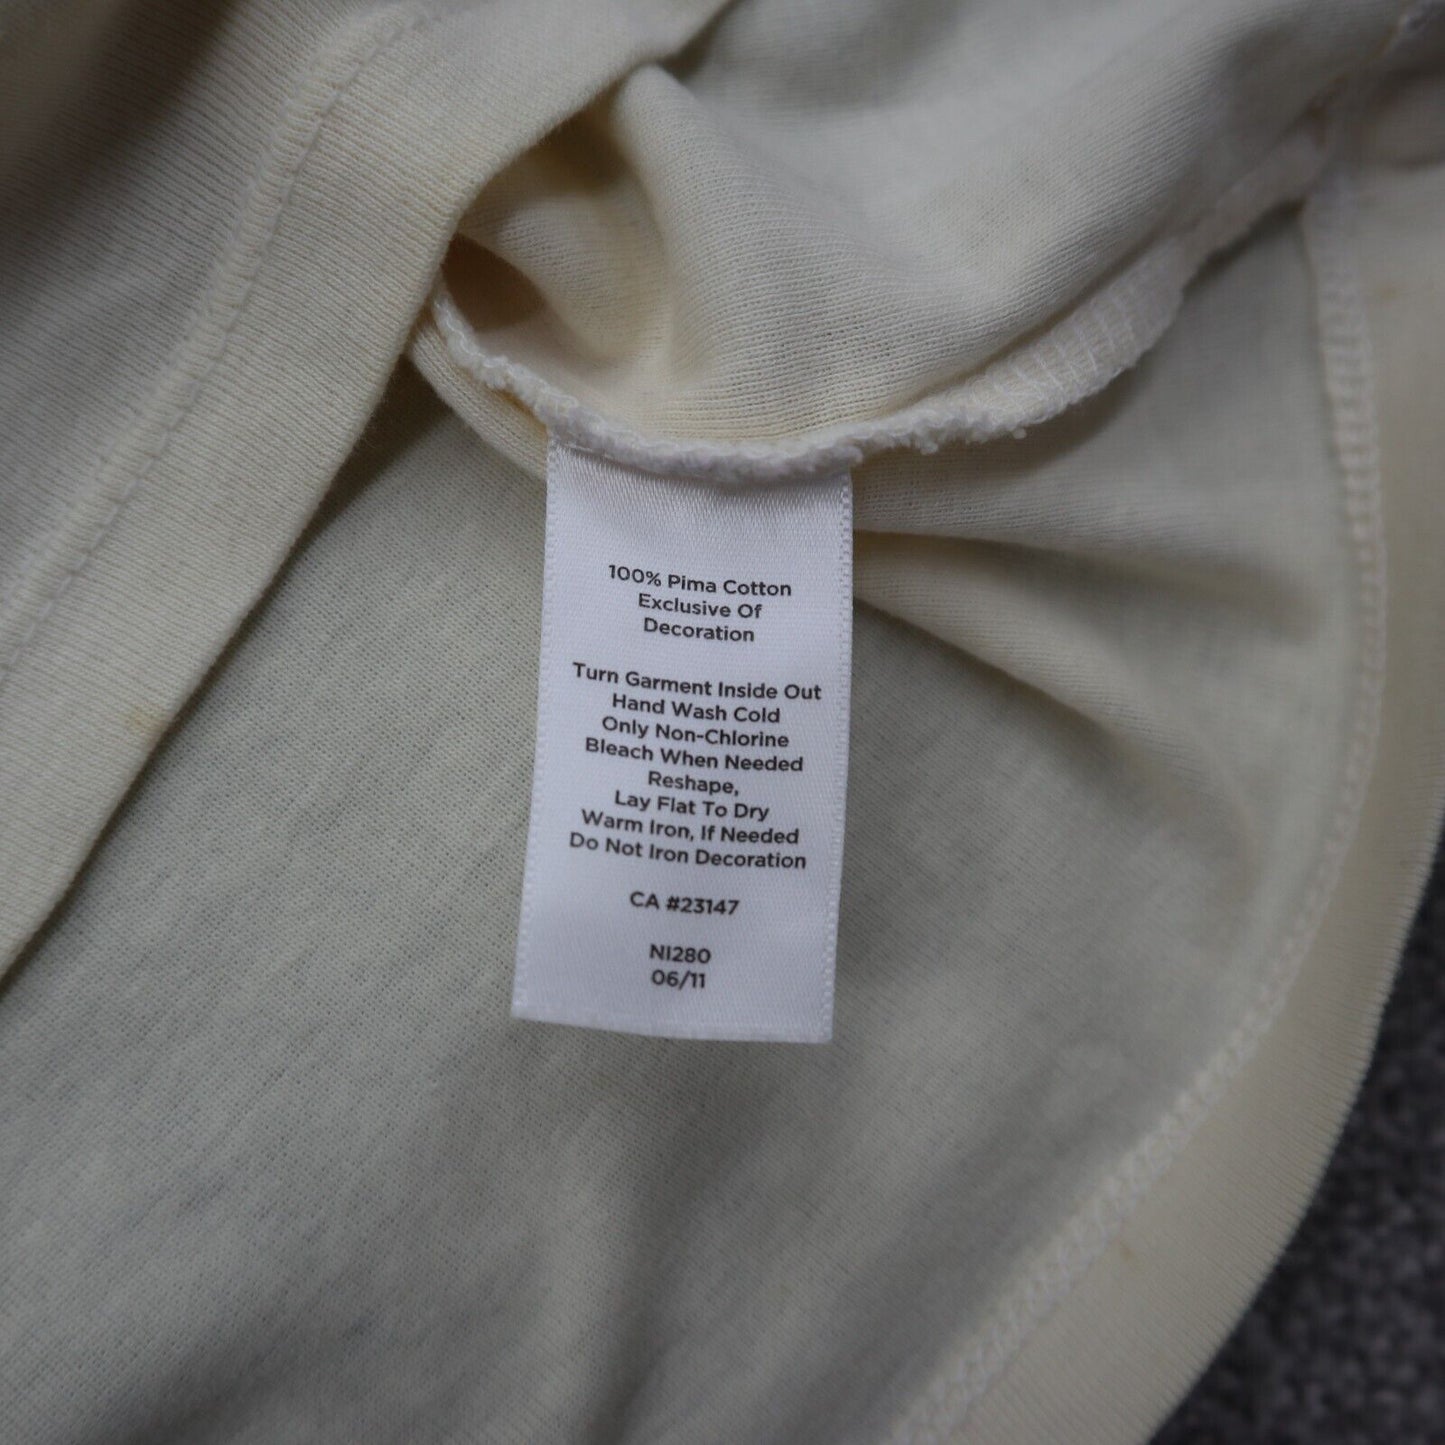 100% Pima Cotton
Exclusive Of
Decoration
Turn Garment Inside Out
Hand Wash Cold
Only Non-Chlorine
Bleach When Needed
Reshape,
Lay Flat To Dry
Warm Iron, If Needed
Do Not Iron Decoration
CA #23147
NI280
06/11